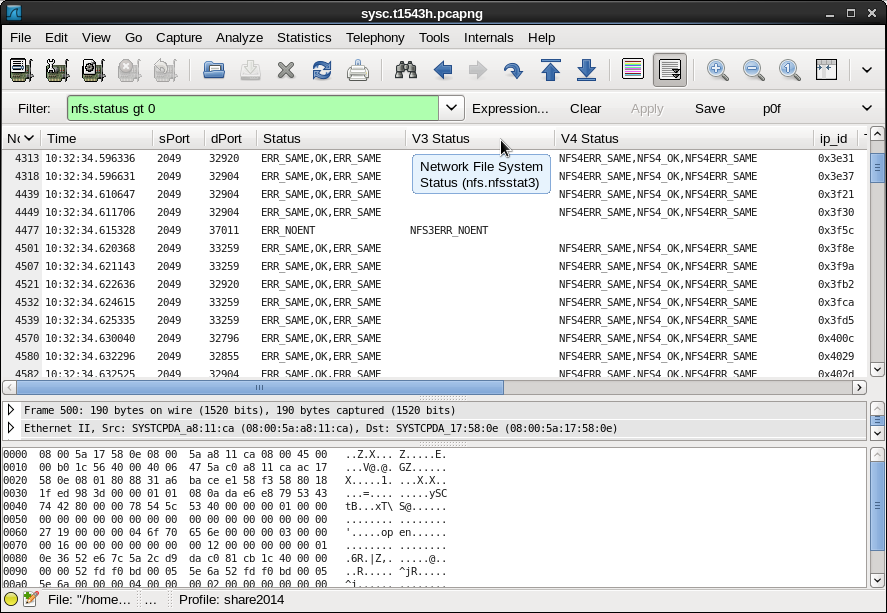 sysc.t1543h.pcapng
File Edit View Go Capture Analyze Statistics Telephony Tools Internals Help
Filter: nfs.status gt 0 Expression... Clear Apply Save p0f
Time sPort dPort Status V3 Status V4 Status ip_id
4313 10:32:34.596336 2049 32920 ERR_SAME,OK,ERR_SAME NFS4ERR_SAME,NFS4_OK,NFS4ERR_SAME 0x3e31
Network File System
Status (nfs.nfsstat3)
4318 10:32:34.596631 2049 32904 ERR_SAME,OK,ERR_SAME NFS4ERR_SAME,NFS4_OK,NFS4ERR_SAME 0x3e37
4439 10:32:34.610647 2049 32904 ERR_SAME,OK,ERR_SAME NFS4ERR_SAME,NFS4_OK,NFS4ERR_SAME 0x3f21
4449 10:32:34.611706 2049 32904 ERR_SAME,OK,ERR_SAME NFS4ERR_SAME,NFS4_OK,NFS4ERR_SAME 0x3f30
4477 10:32:34.615328 2049 37011 ERR_NOENT NFS3ERR_NOENT 0x3f5c
4501 10:32:34.620368 2049 33259 ERR_SAME,OK,ERR_SAME NFS4ERR_SAME,NFS4_OK,NFS4ERR_SAME 0x3f8e
4507 10:32:34.621143 2049 33259 ERR_SAME,OK,ERR_SAME NFS4ERR_SAME,NFS4_OK,NFS4ERR_SAME 0x3f9a
4521 10:32:34.622636 2049 32920 ERR_SAME,OK,ERR_SAME NFS4ERR_SAME,NFS4_OK,NFS4ERR_SAME 0x3fb2
4532 10:32:34.624615 2049 33259 ERR_SAME,OK,ERR_SAME NFS4ERR_SAME,NFS4_OK,NFS4ERR_SAME 0x3fca
4539 10:32:34.625335 2049 33259 ERR_SAME,OK,ERR_SAME NFS4ERR_SAME,NFS4_OK,NFS4ERR_SAME 0x3fd5
4570 10:32:34.630040 2049 32796 ERR_SAME,OK,ERR_SAME NFS4ERR_SAME,NFS4_OK,NFS4ERR_SAME 0x400c
4580 10:32:34.632296 2049 32855 ERR_SAME,OK,ERR_SAME NFS4ERR_SAME,NFS4_OK,NFS4ERR_SAME 0x4029
4582 10:32:34.632525 2049 32904 ERR_SAME,OK,ERR_SAME NFS4ERR_SAME,NFS4_OK,NFS4ERR_SAME 0x402d
Frame 500: 190 bytes on wire (1520 bits), 190 bytes captured (1520 bits)
Ethernet II, Src: SYSTCPDA_a8:11:ca (08:00:5a:a8:11:ca), Dst: SYSTCPDA_17:58:0e (08:00:5a:17:58:0e)
0000 08 00 5a 17 58 0e 08 00 5a a8 11 ca 08 00 45 00 ..Z.X... Z.....E.
0010 00 b0 1c 56 40 00 40 06 47 5a c0 a8 11 ca ac 17 ...V@.@. GZ......
0020 58 0e 08 01 80 88 31 a6 ba ce e1 58 f3 58 80 18 X.....1. ...X.X..
0030 1f ed 98 3d 00 00 01 01 08 0a da e6 e8 79 53 43 ...=.... .....ySC
0040 74 42 80 00 00 78 54 5c 53 40 00 00 00 01 00 00 tB...xT\ S@......
0050 00 00 00 00 00 00 00 00 00 00 00 00 00 00 00 00 ........ ........
0060 27 19 00 00 00 04 6f 70 65 6e 00 00 00 03 00 00 '.....op en......
0070 00 16 00 00 00 00 00 00 00 12 00 00 00 00 00 01 ........ ........
0080 0e 36 52 e6 7c 5a 2c d9 da c0 81 cb 1c 40 00 00 .6R.|Z,. .....@..
0090 00 00 52 fd f0 bd 00 05 5e 6a 52 fd f0 bd 00 05 ..R..... ^jR.....
00a0 5e 6a 00 00 00 04 00 00 00 02 00 00 00 00 00 00 ^j...... ........
File: "/home... ... Profile: share2014